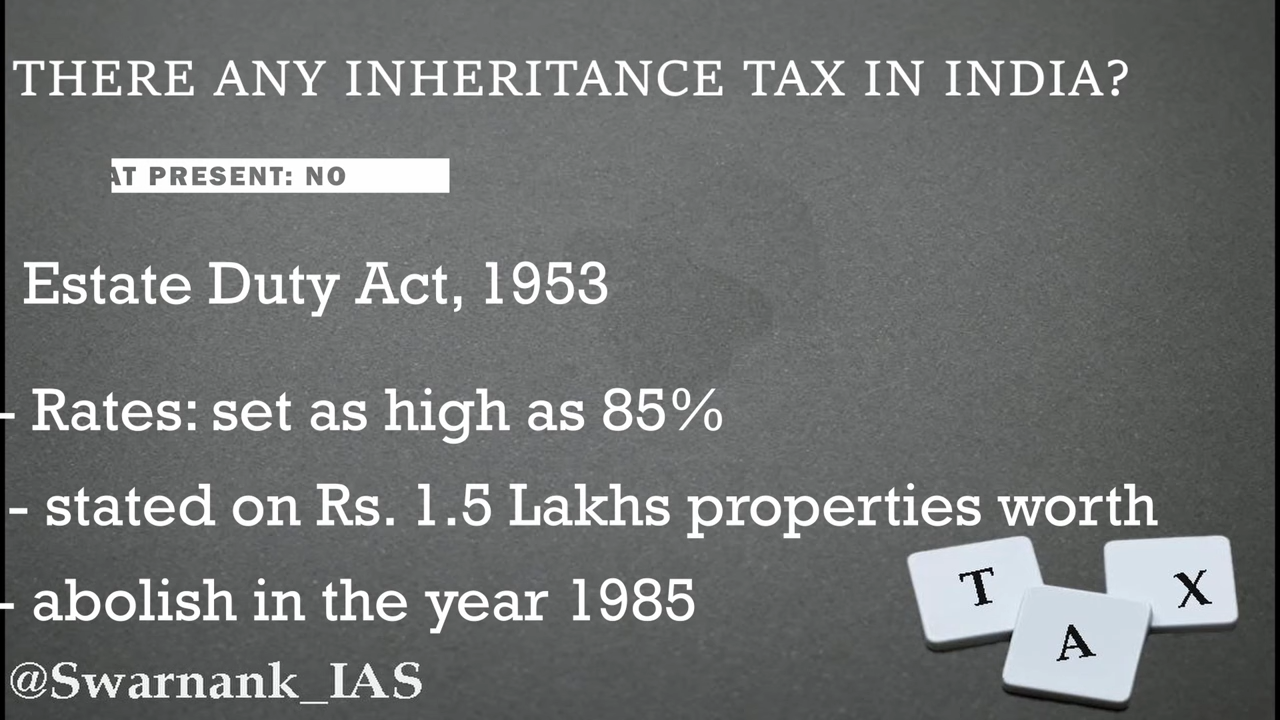 THERE ANY INHERITANCE TAX IN INDIA?
AT PRESENT: NO
Estate Duty Act, 1953
- Rates: set as high as 85%
- stated on Rs. 1.5 Lakhs properties worth
- abolish in the year 1985
T A X
@Swarnank_IAS